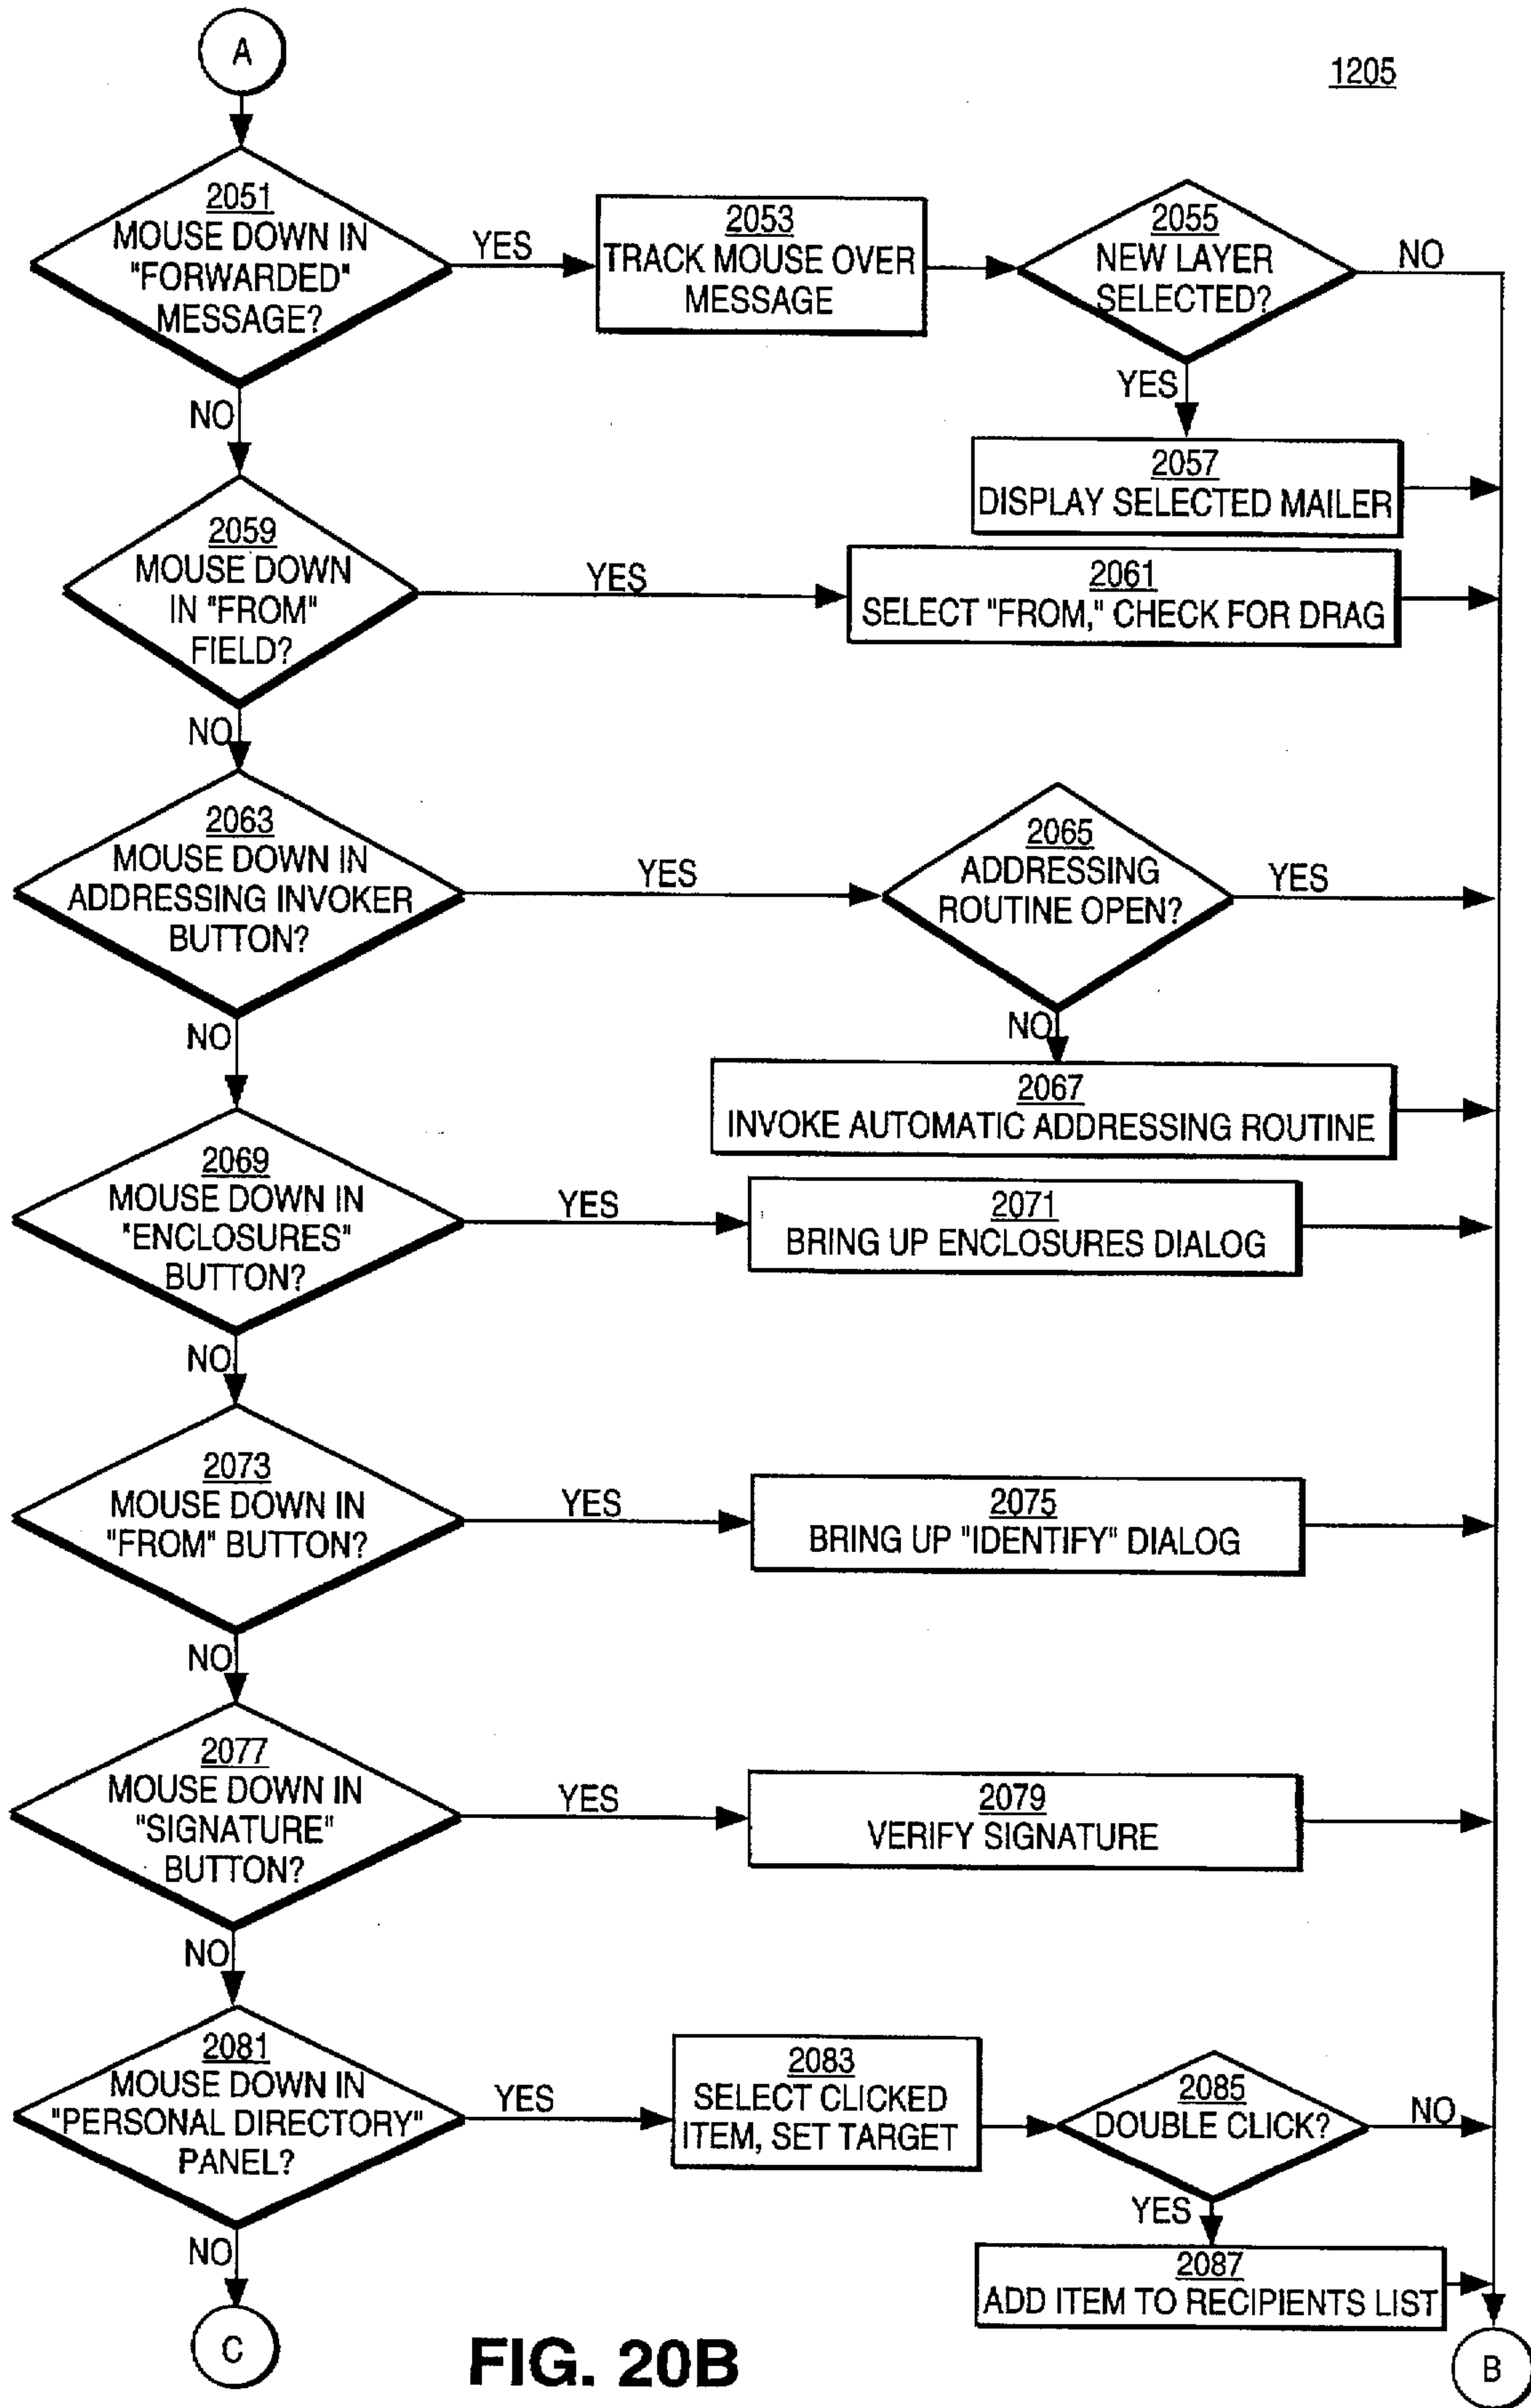 A
1205
2051
MOUSE DOWN IN
"FORWARDED"
MESSAGE?
YES
2053
TRACK MOUSE OVER
MESSAGE
2055
NEW LAYER
SELECTED?
NO
YES
NO
2057
DISPLAY SELECTED MAILER
2059
MOUSE DOWN
IN "FROM"
FIELD?
YES
2061
SELECT "FROM," CHECK FOR DRAG
NO
2063
MOUSE DOWN IN
ADDRESSING INVOKER
BUTTON?
YES
2065
ADDRESSING
ROUTINE OPEN?
YES
NO
NO
2067
INVOKE AUTOMATIC ADDRESSING ROUTINE
2069
MOUSE DOWN IN
"ENCLOSURES"
BUTTON?
YES
2071
BRING UP ENCLOSURES DIALOG
NO
2073
MOUSE DOWN IN
"FROM" BUTTON?
YES
2075
BRING UP "IDENTIFY" DIALOG
NO
2077
MOUSE DOWN IN
"SIGNATURE"
BUTTON?
YES
2079
VERIFY SIGNATURE
NO
2081
MOUSE DOWN IN
"PERSONAL DIRECTORY"
PANEL?
YES
2083
SELECT CLICKED
ITEM, SET TARGET
2085
DOUBLE CLICK?
NO
YES
NO
2087
ADD ITEM TO RECIPIENTS LIST
C
FIG. 20B
B